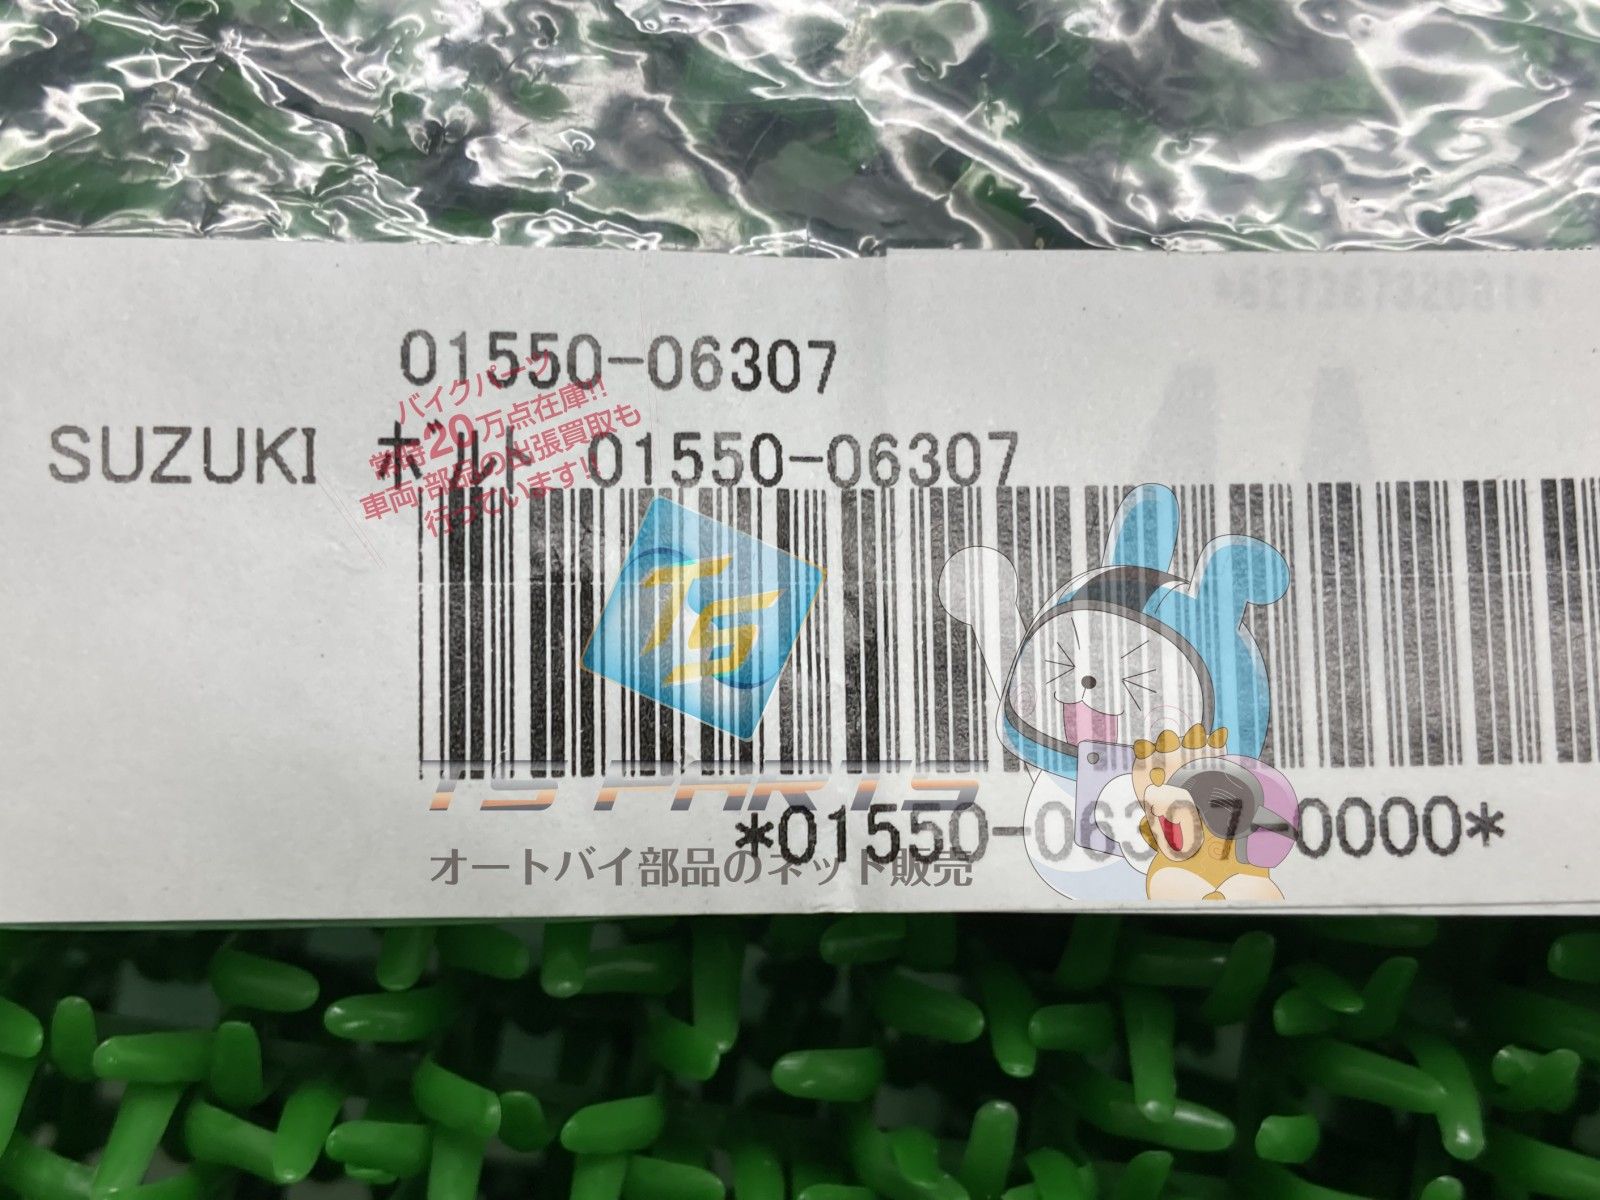 01550-06307
SUZUKI ボルト 01550-06307
バイクパーツ
常時20万点在庫!!
車両・部品の出張買取も
行っています!!
TS
TS PARTS
*01550-06307-0000*
オートバイ部品のネット販売